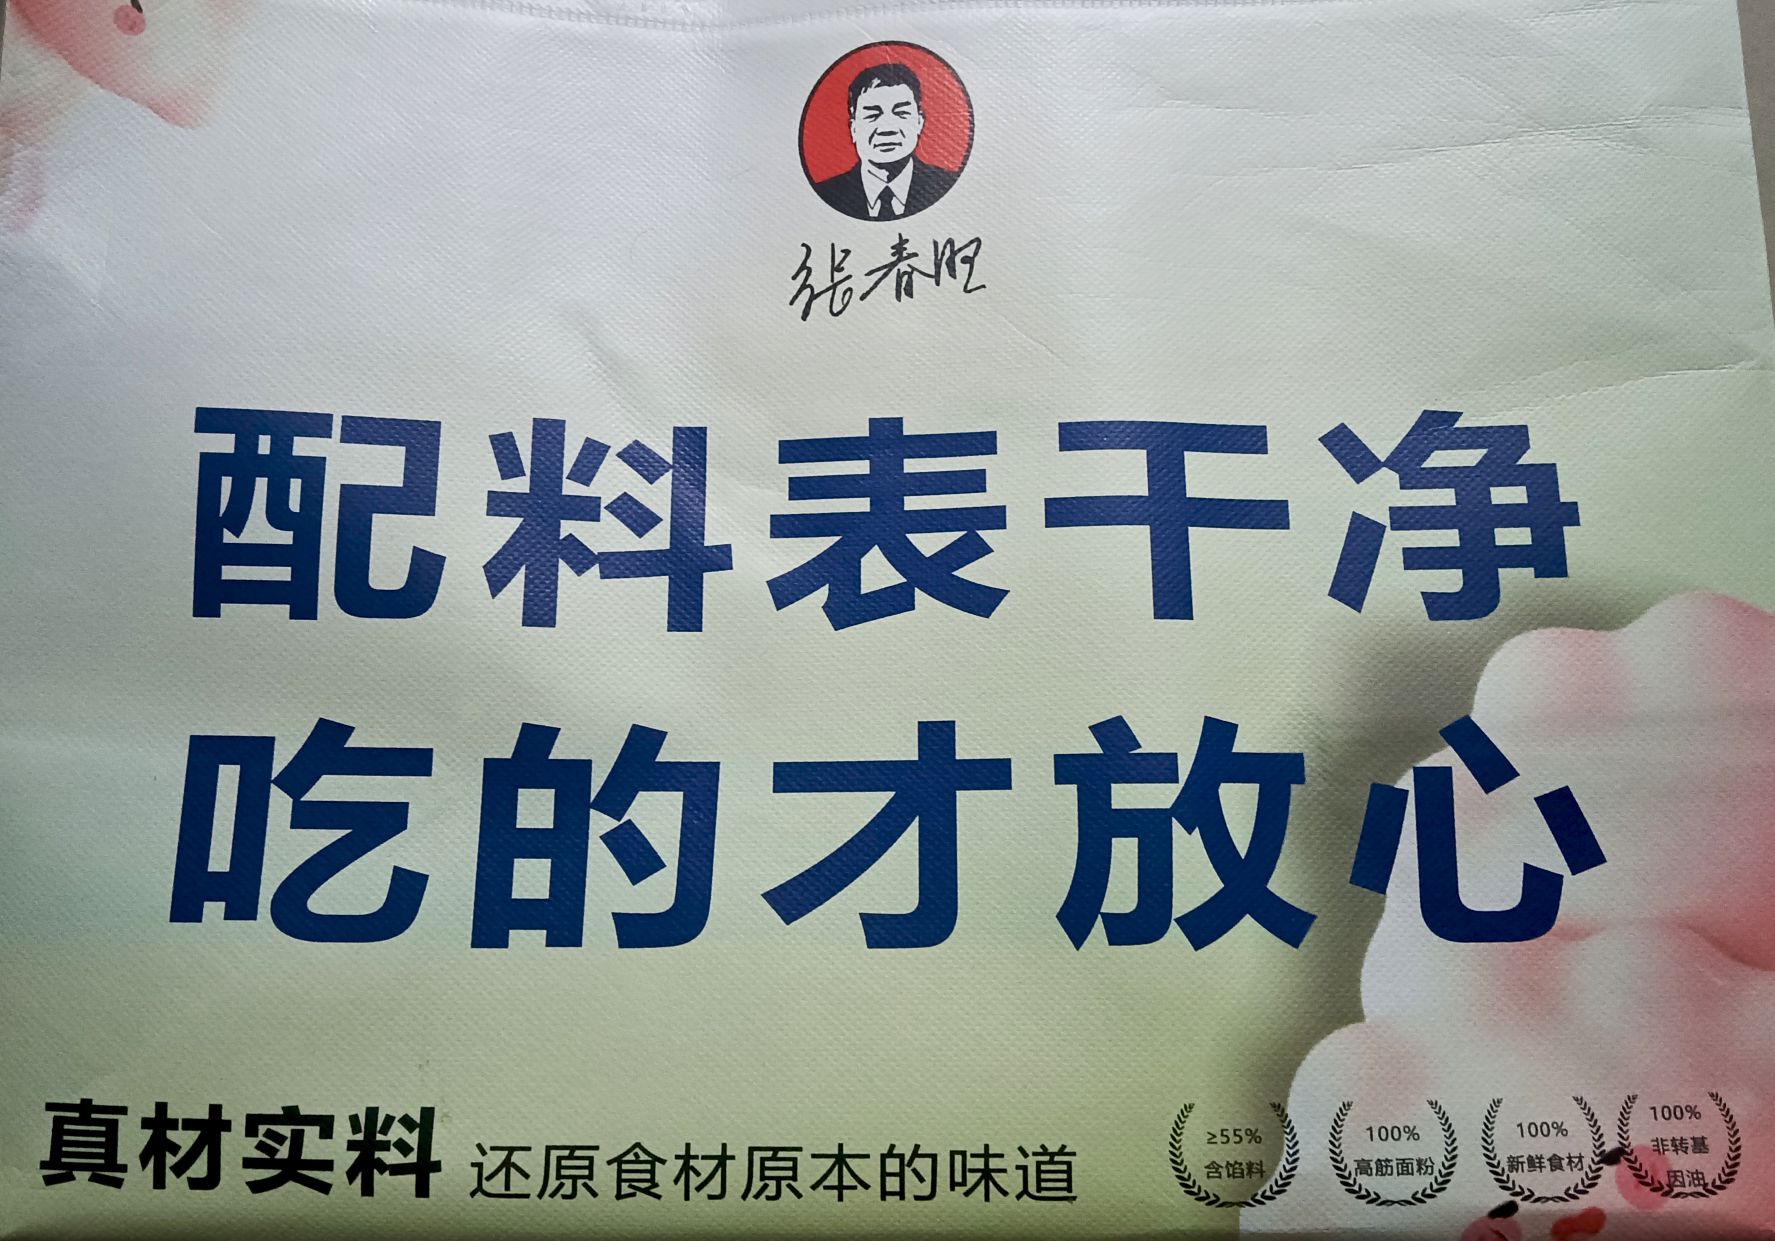 张春旺
配料表干净
吃的才放心
真材实料 还原食材原本的味道
≥55%
含馅料
100%
高筋面粉
100%
新鲜食材
100%
非转基
因油